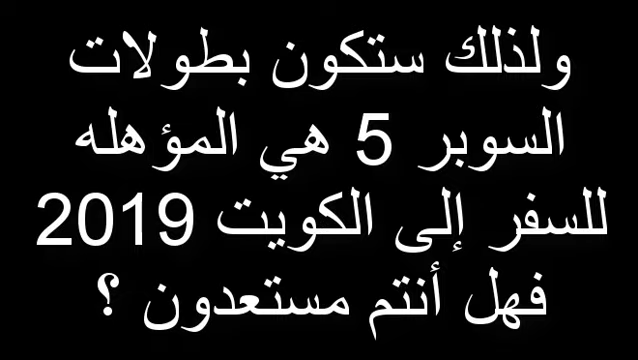 ولذلك ستكون بطولات
السوبر 5 هي المؤهله
للسفر إلى الكويت 2019
فهل أنتم مستعدون ؟